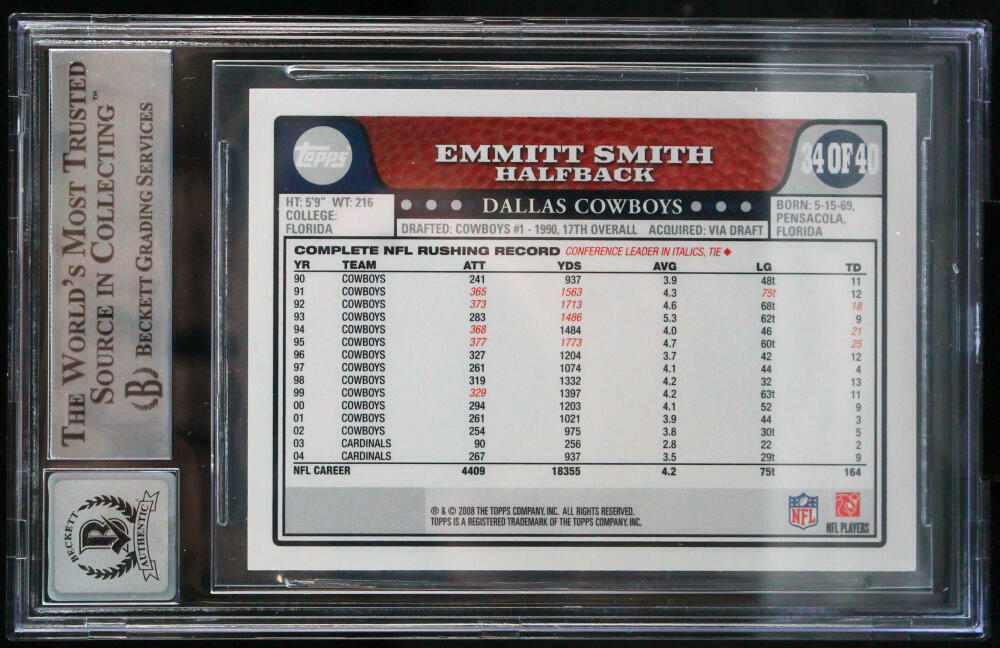 THE WORLD'S MOST TRUSTED
SOURCE IN COLLECTING™
BECKETT GRADING SERVICES
B
BECKETT
B
AUTHENTIC
Topps
EMMITT SMITH
HALFBACK
34 OF 40
HT: 5'9" WT: 216
COLLEGE:
FLORIDA
• • • DALLAS COWBOYS • • •
DRAFTED: COWBOYS #1 - 1990, 17TH OVERALL ACQUIRED: VIA DRAFT
BORN: 5-15-69,
PENSACOLA,
FLORIDA
COMPLETE NFL RUSHING RECORD CONFERENCE LEADER IN ITALICS, TIE ♦
YR TEAM ATT YDS AVG LG TD
90 COWBOYS 241 937 3.9 48t 11
91 COWBOYS 365 1563 4.3 75t 12
92 COWBOYS 373 1713 4.6 68t 18
93 COWBOYS 283 1486 5.3 62t 9
94 COWBOYS 368 1484 4.0 46 21
95 COWBOYS 377 1773 4.7 60t 25
96 COWBOYS 327 1204 3.7 42 12
97 COWBOYS 261 1074 4.1 44 4
98 COWBOYS 319 1332 4.2 32 13
99 COWBOYS 329 1397 4.2 63t 11
00 COWBOYS 294 1203 4.1 52 9
01 COWBOYS 261 1021 3.9 44 3
02 COWBOYS 254 975 3.8 30t 5
03 CARDINALS 90 256 2.8 22 2
04 CARDINALS 267 937 3.5 29t 9
NFL CAREER 4409 18355 4.2 75t 164
® & © 2008 THE TOPPS COMPANY, INC. ALL RIGHTS RESERVED.
TOPPS IS A REGISTERED TRADEMARK OF THE TOPPS COMPANY, INC.
NFL
NFL PLAYERS